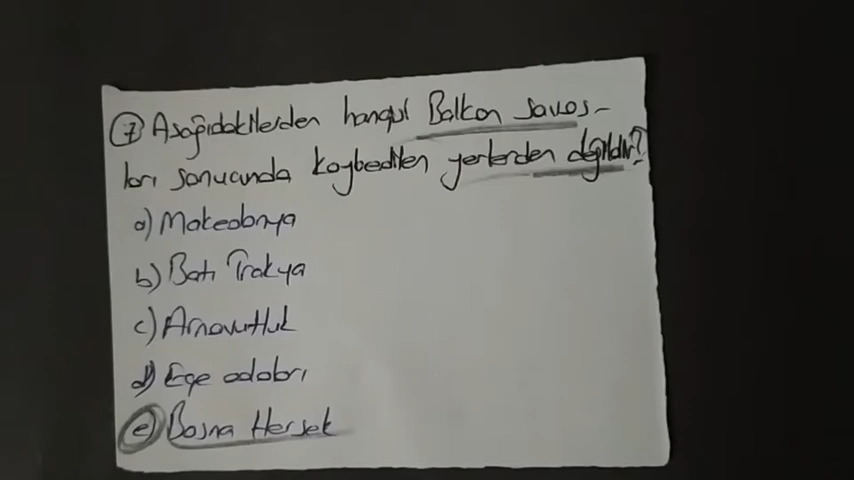 7 Aşağıdakilerden hangisi Balkan Savaş-
ları sonucunda kaybedilen yerlerden değildir?
a) Makedonya
b) Batı Trakya
c) Arnavutluk
d) Ege adaları
e) Bosna Hersek